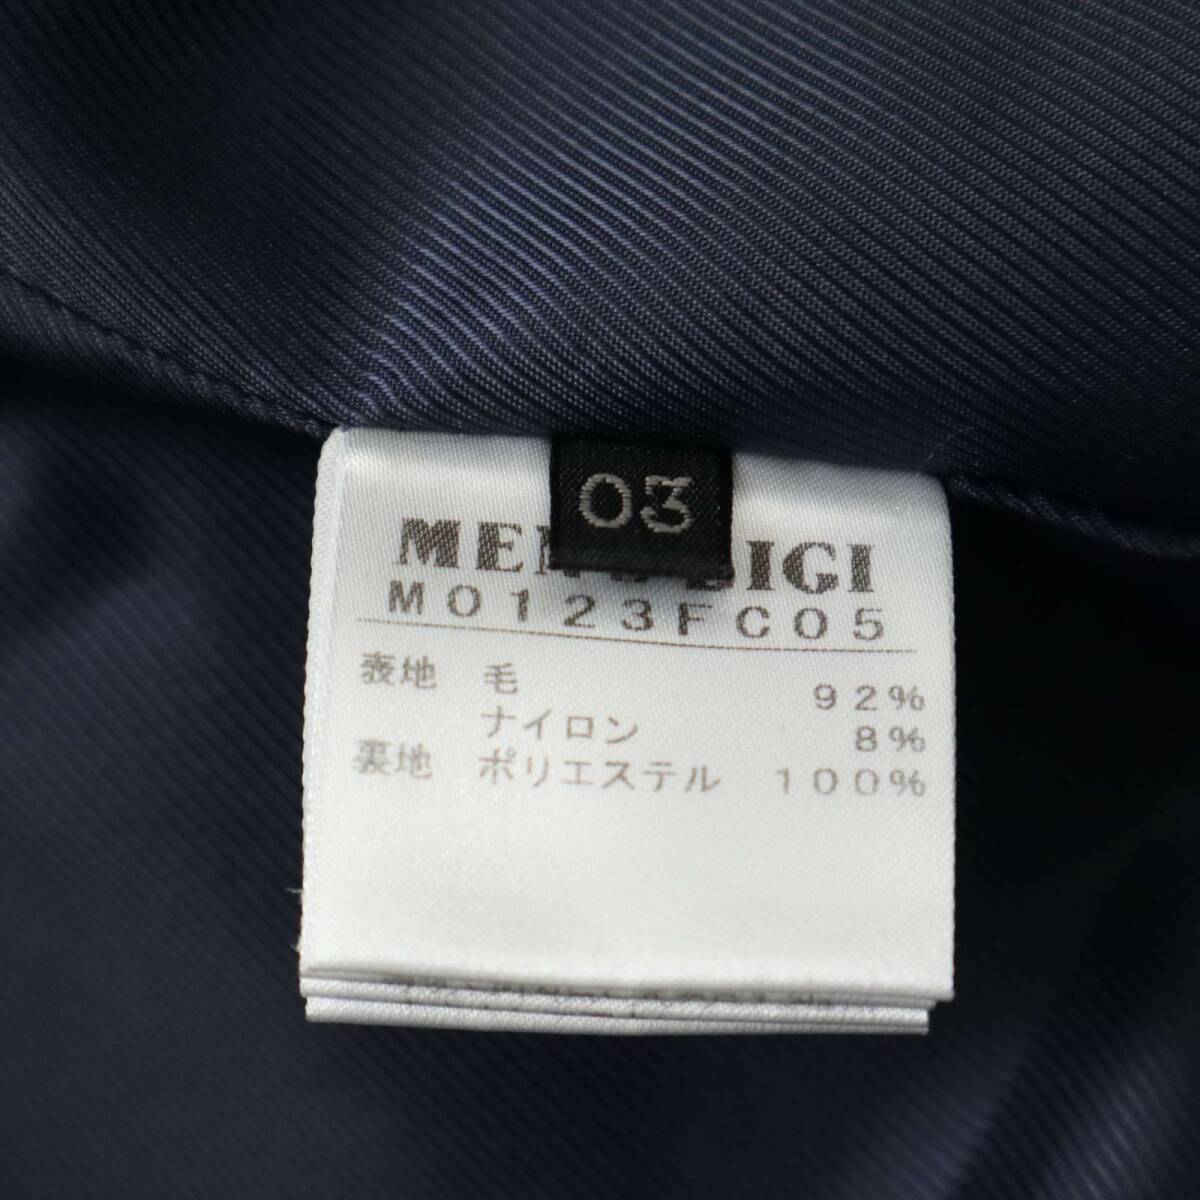 03
MEN'S BIGI
M0123FC05
表地 毛 92%
ナイロン 8%
裏地 ポリエステル 100%